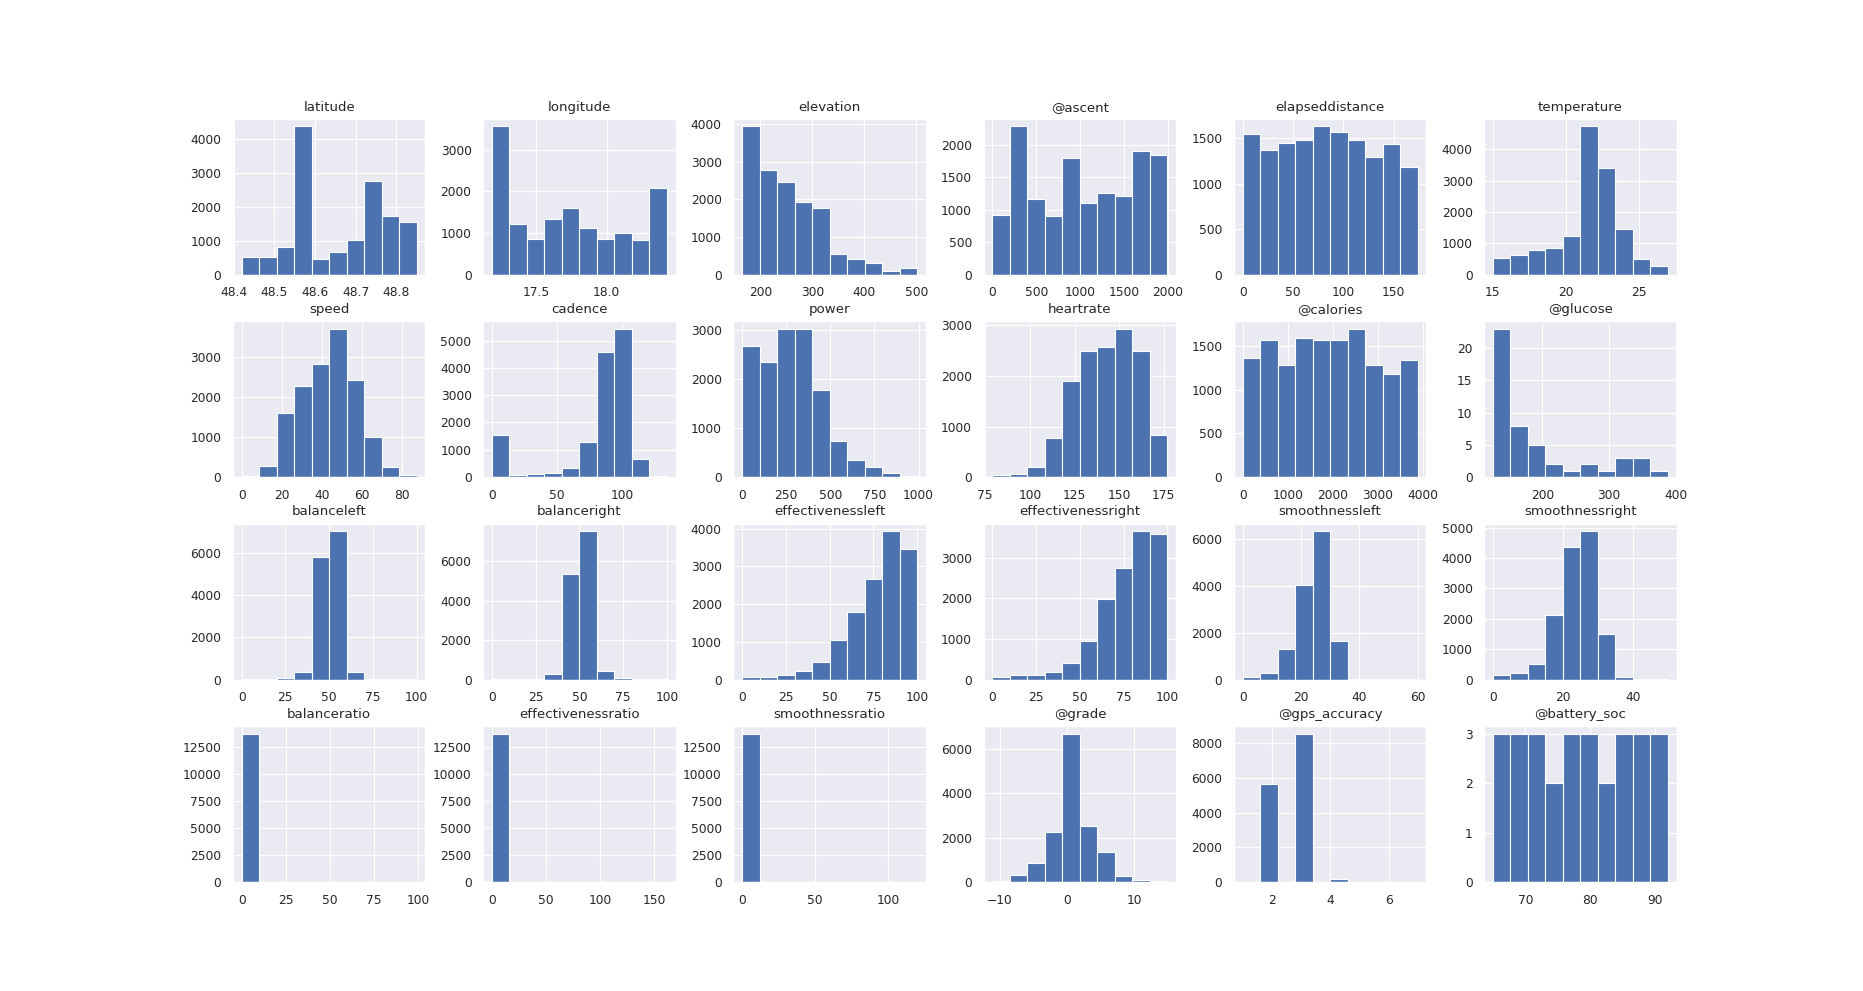 latitude
4000
3000
2000
1000
0
48.4 48.5 48.6 48.7 48.8
longitude
3000
2000
1000
0
17.5 18.0
elevation
4000
3000
2000
1000
0
200 300 400 500
@ascent
2000
1500
1000
500
0
0 500 1000 1500 2000
elapseddistance
1500
1000
500
0
0 50 100 150
temperature
4000
3000
2000
1000
0
15 20 25
speed
3000
2000
1000
0
0 20 40 60 80
cadence
5000
4000
3000
2000
1000
0
0 50 100
power
3000
2000
1000
0
0 250 500 750 1000
heartrate
3000
2000
1000
0
75 100 125 150 175
@calories
1500
1000
500
0
0 1000 2000 3000 4000
@glucose
20
15
10
5
0
200 300 400
balanceleft
6000
4000
2000
0
0 25 50 75 100
balanceright
6000
4000
2000
0
0 25 50 75 100
effectivenessleft
4000
3000
2000
1000
0
0 25 50 75 100
effectivenessright
3000
2000
1000
0
0 25 50 75 100
smoothnessleft
6000
4000
2000
0
0 20 40 60
smoothnessright
5000
4000
3000
2000
1000
0
0 20 40
balanceratio
12500
10000
7500
5000
2500
0
0 25 50 75 100
effectivenessratio
12500
10000
7500
5000
2500
0
0 50 100 150
smoothnessratio
12500
10000
7500
5000
2500
0
0 50 100
@grade
6000
4000
2000
0
−10 0 10
@gps_accuracy
8000
6000
4000
2000
0
2 4 6
@battery_soc
3
2
1
0
70 80 90